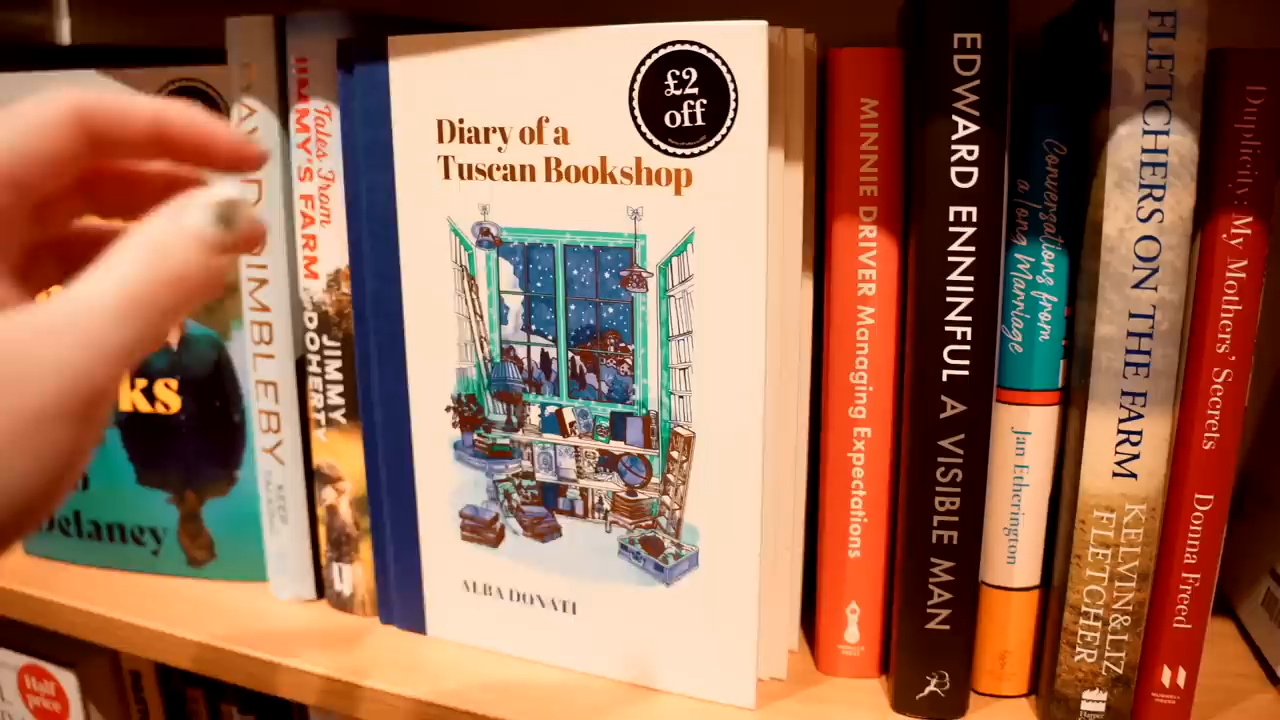 ks
Delaney
DIMBLEBY
Tales From
JIMMY'S FARM
JIMMY
DOHERTY
£2
off
Diary of a
Tuscan Bookshop
ALBA DONATI
MINNIE DRIVER Managing Expectations
EDWARD ENNINFUL A VISIBLE MAN
Conversations from
a Long Marriage
Jan Etherington
FLETCHERS ON THE FARM
KELVIN & LIZ
FLETCHER
Duplicity: My Mothers' Secrets
Donna Freed
Half
price